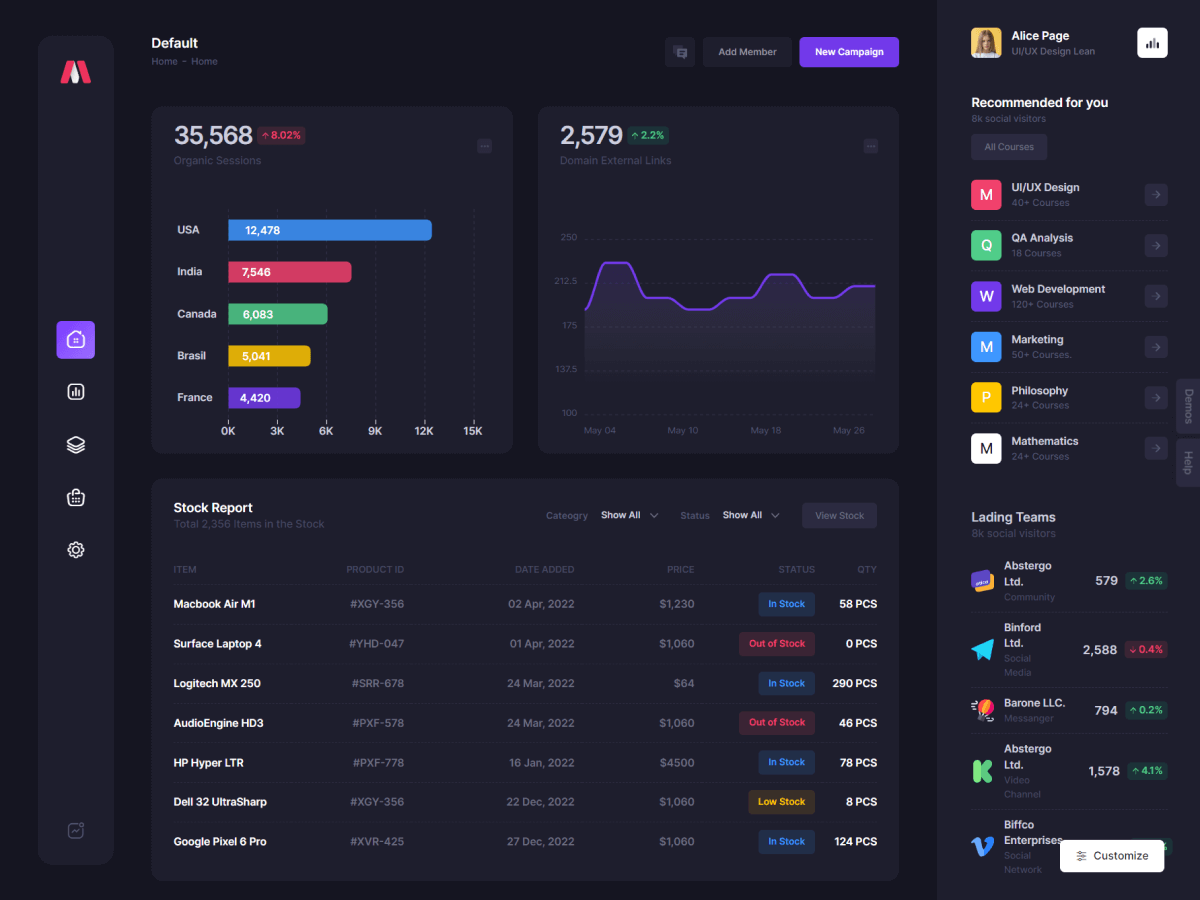 Default
Home - Home
Add Member
New Campaign
35,568 8.02%
Organic Sessions
USA 12,478
India 7,546
Canada 6,083
Brasil 5,041
France 4,420
0K 3K 6K 9K 12K 15K
2,579 2.2%
Domain External Links
250
212.5
175
137.5
100
May 04 May 10 May 18 May 26
Stock Report
Total 2,356 Items in the Stock
Cateogry Show All Status Show All View Stock
ITEM PRODUCT ID DATE ADDED PRICE STATUS QTY
Macbook Air M1 #XGY-356 02 Apr, 2022 $1,230 In Stock 58 PCS
Surface Laptop 4 #YHD-047 01 Apr, 2022 $1,060 Out of Stock 0 PCS
Logitech MX 250 #SRR-678 24 Mar, 2022 $64 In Stock 290 PCS
AudioEngine HD3 #PXF-578 24 Mar, 2022 $1,060 Out of Stock 46 PCS
HP Hyper LTR #PXF-778 16 Jan, 2022 $4500 In Stock 78 PCS
Dell 32 UltraSharp #XGY-356 22 Dec, 2022 $1,060 Low Stock 8 PCS
Google Pixel 6 Pro #XVR-425 27 Dec, 2022 $1,060 In Stock 124 PCS
Alice Page
UI/UX Design Lean
Recommended for you
8k social visitors
All Courses
M UI/UX Design
40+ Courses
Q QA Analysis
18 Courses
W Web Development
120+ Courses
M Marketing
50+ Courses.
P Philosophy
24+ Courses
M Mathematics
24+ Courses
Demos
Help
Lading Teams
8k social visitors
Abstergo
Ltd.
Community
579 2.6%
Binford
Ltd.
Social
Media
2,588 0.4%
Barone LLC.
Messanger
794 0.2%
Abstergo
Ltd.
Video
Channel
1,578 4.1%
Biffco
Enterprises
Social
Network
Customize